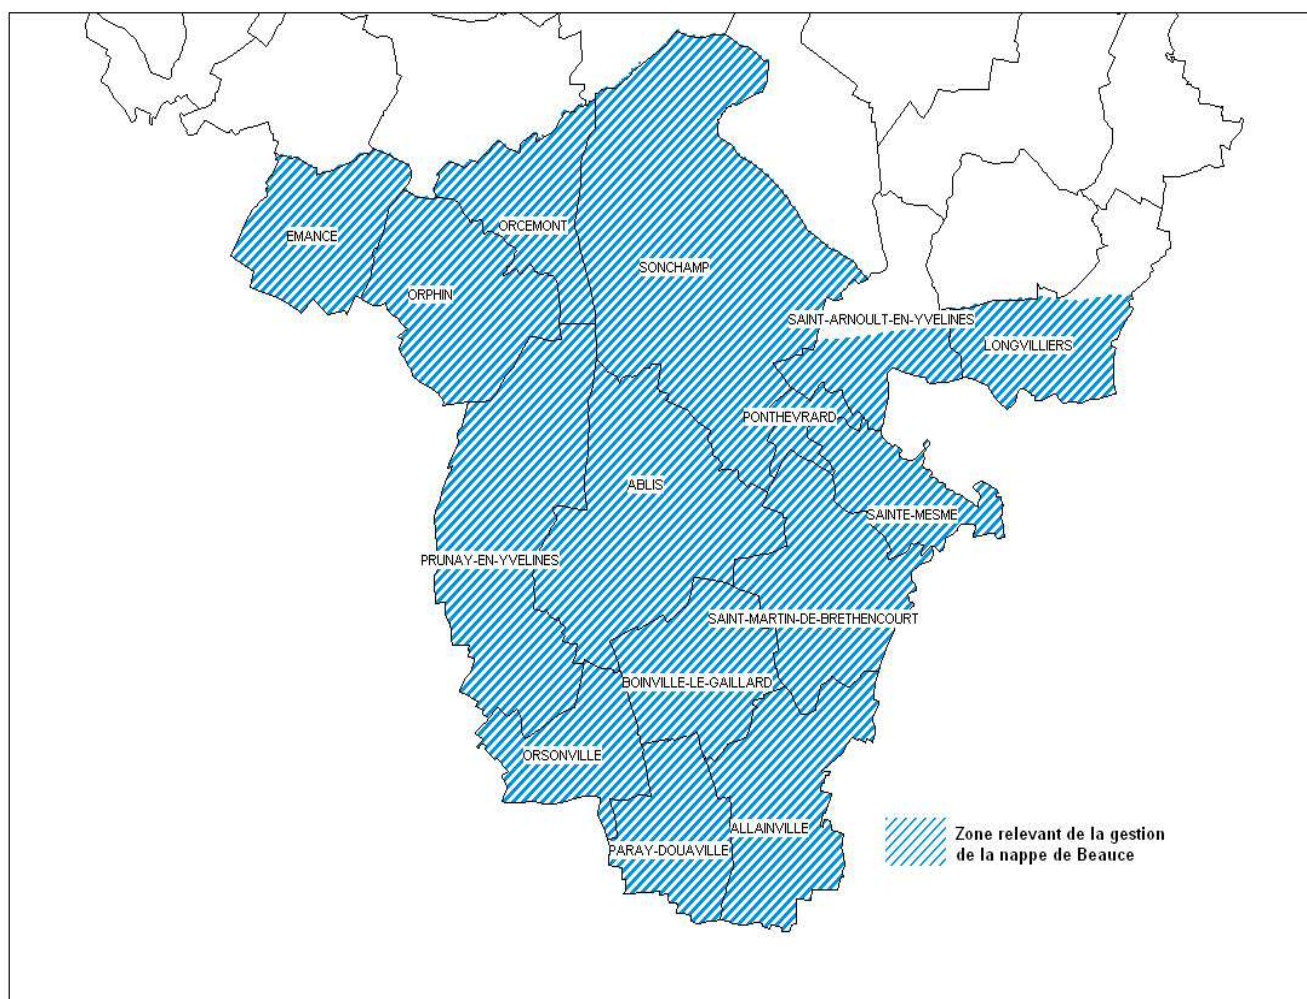 ORCEMONT
EMANCE
SONCHAMP
ORPHIN
SAINT-ARNOULT-EN-YVELINES
LONGVILLIERS
PONTHEVRARD
ABLIS
SAINTE-MESME
PRUNAY-EN-YVELINES
SAINT-MARTIN-DE-BRETHENCOURT
BOINVILLE-LE-GAILLARD
ORSONVILLE
ALLAINVILLE
PARAY-DOUAVILLE
Zone relevant de la gestion
de la nappe de Beauce